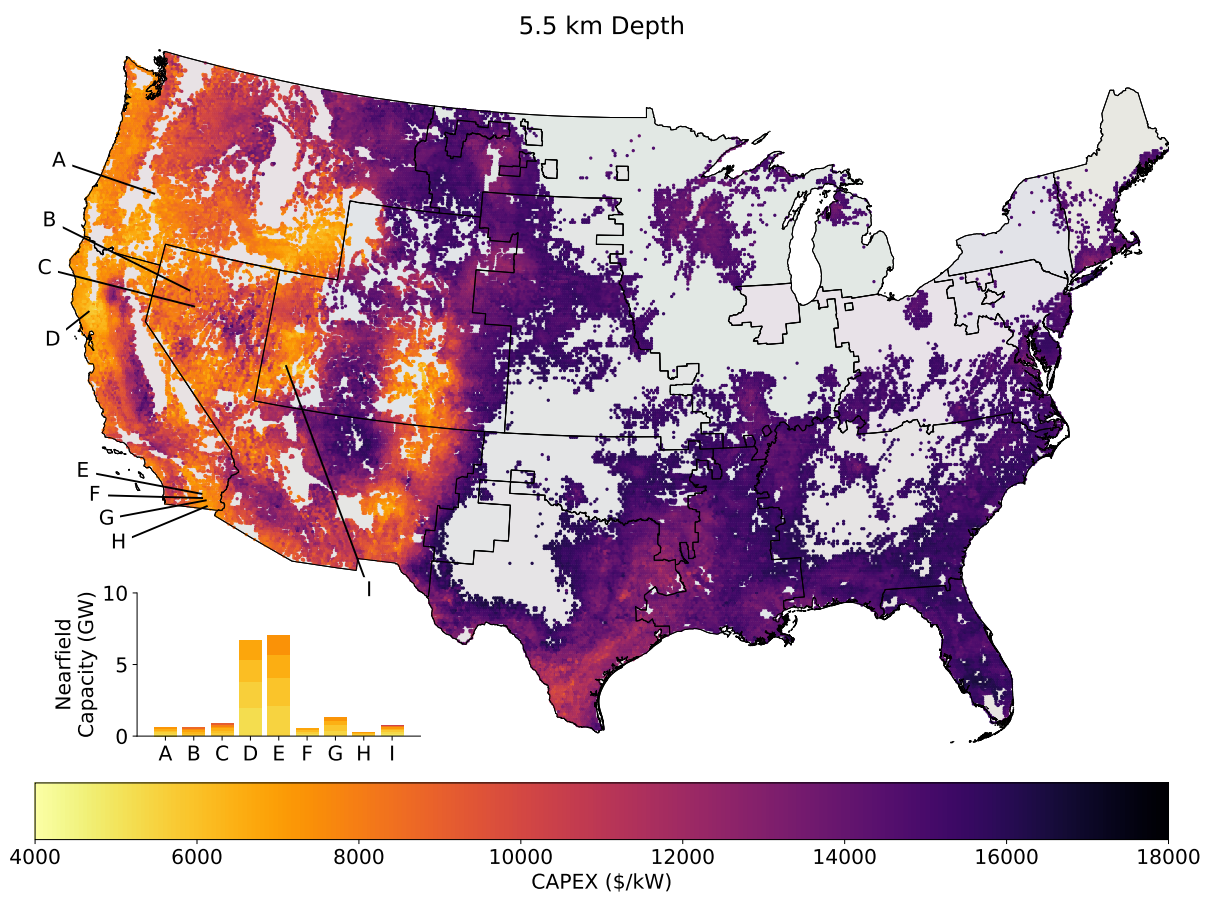 5.5 km Depth
A
B
C
D
E
F
G
H
I
10
5
0
Nearfield
Capacity (GW)
A B C D E F G H I
4000 6000 8000 10000 12000 14000 16000 18000
CAPEX ($/kW)